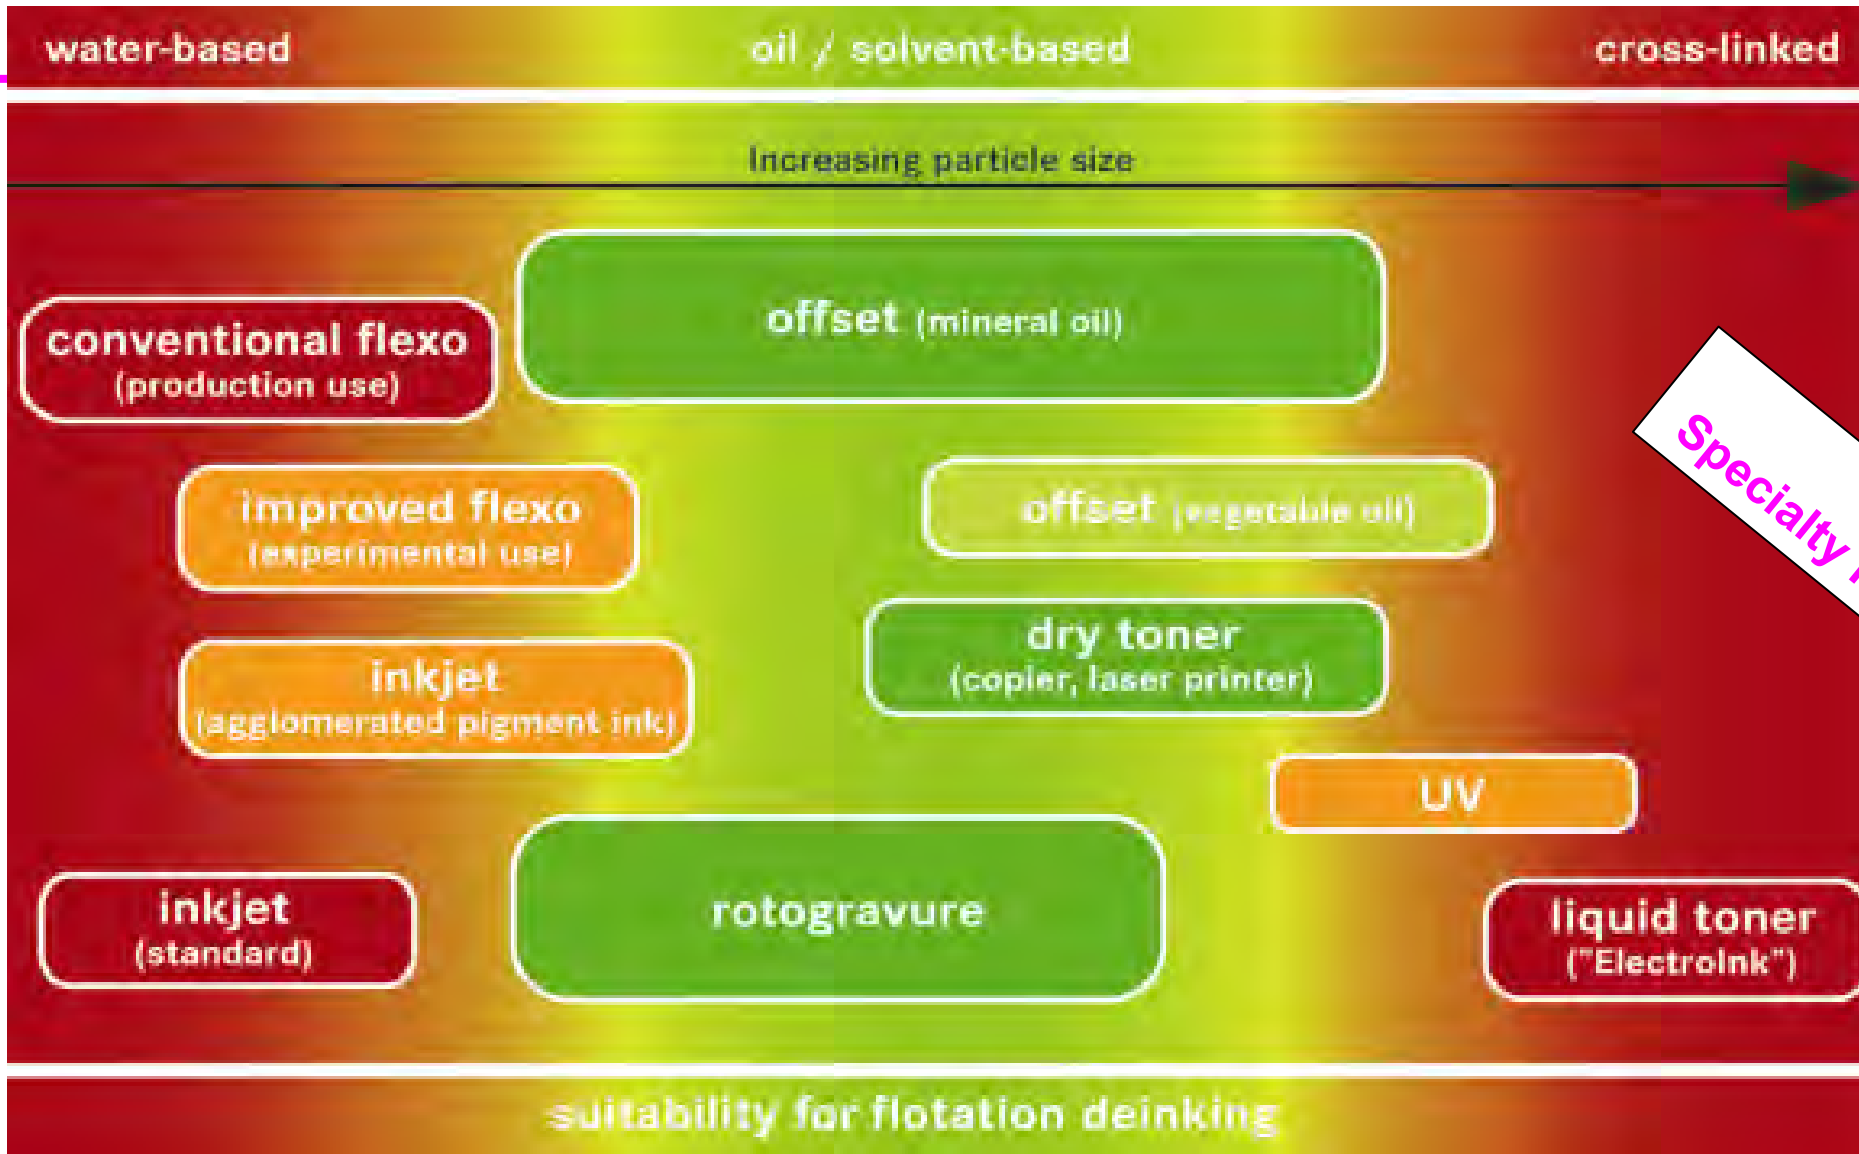 water-based
oil / solvent-based
cross-linked
Increasing particle size
offset (mineral oil)
conventional flexo
(production use)
Specialty
improved flexo
(experimental use)
offset (vegetable oil)
dry toner
(copier, laser printer)
inkjet
(agglomerated pigment ink)
UV
rotogravure
inkjet
(standard)
liquid toner
("ElectroInk")
suitability for flotation deinking